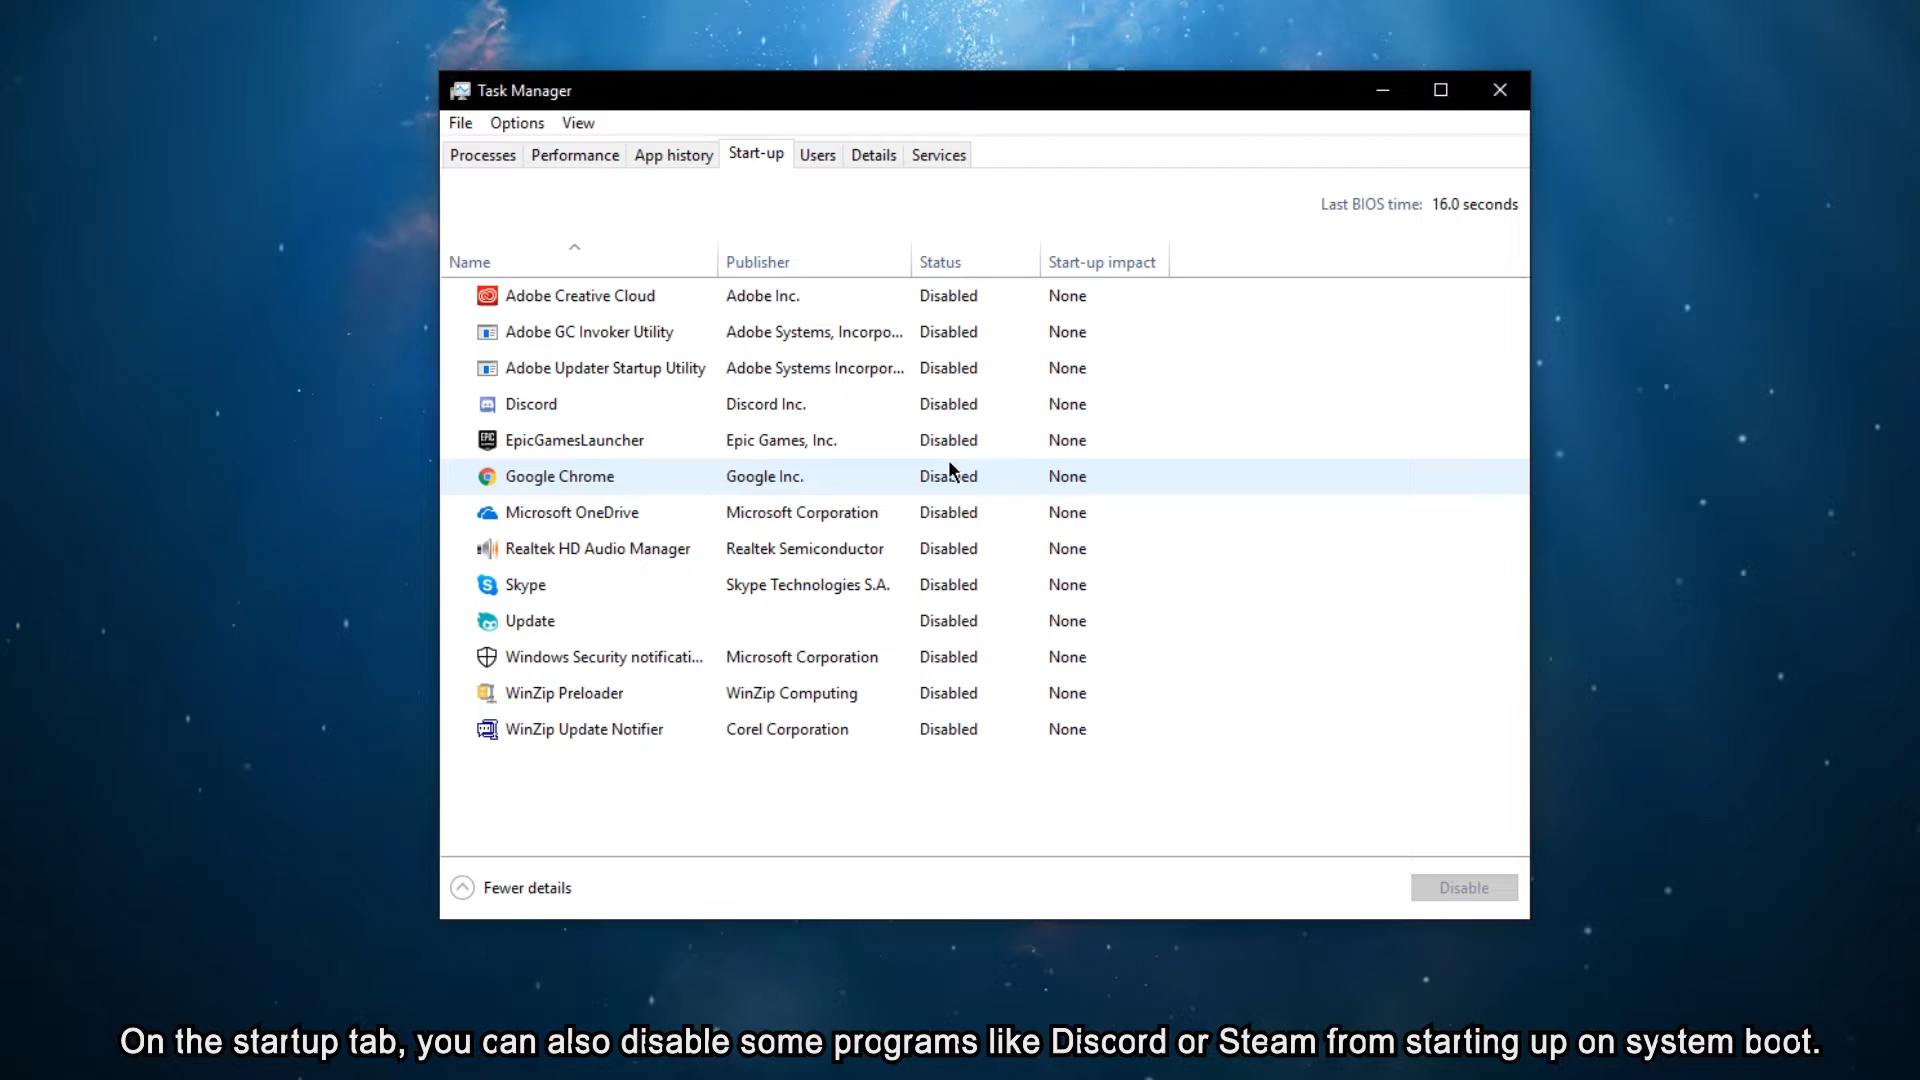 Task Manager
File Options View
Processes Performance App history Start-up Users Details Services
Last BIOS time: 16.0 seconds
Name Publisher Status Start-up impact
Adobe Creative Cloud Adobe Inc. Disabled None
Adobe GC Invoker Utility Adobe Systems, Incorpo... Disabled None
Adobe Updater Startup Utility Adobe Systems Incorpor... Disabled None
Discord Discord Inc. Disabled None
EpicGamesLauncher Epic Games, Inc. Disabled None
Google Chrome Google Inc. Disabled None
Microsoft OneDrive Microsoft Corporation Disabled None
Realtek HD Audio Manager Realtek Semiconductor Disabled None
Skype Skype Technologies S.A. Disabled None
Update Disabled None
Windows Security notificati... Microsoft Corporation Disabled None
WinZip Preloader WinZip Computing Disabled None
WinZip Update Notifier Corel Corporation Disabled None
Fewer details Disable
On the startup tab, you can also disable some programs like Discord or Steam from starting up on system boot.